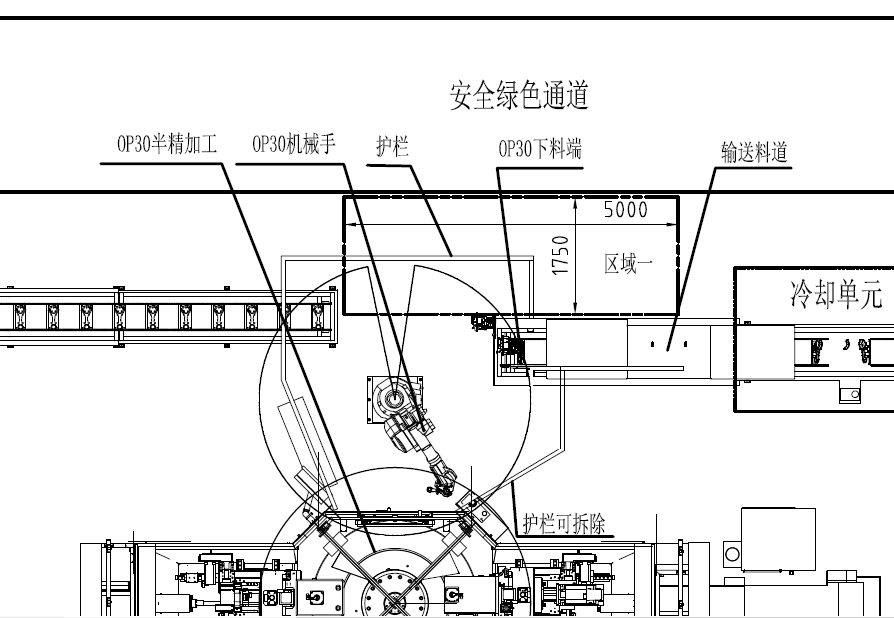 安全绿色通道
OP30半精加工
OP30机械手
护栏
OP30下料端
输送料道
5000
1750
区域一
冷却单元
护栏可拆除